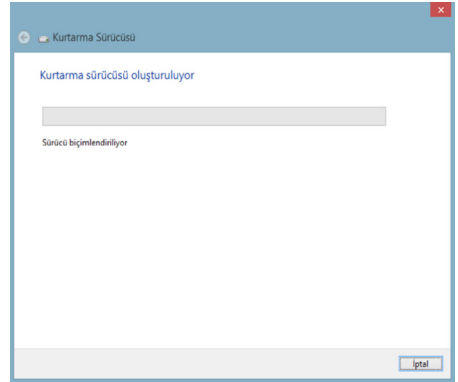 Kurtarma Sürücüsü
Kurtarma sürücüsü oluşturuluyor
Sürücü biçimlendiriliyor
İptal